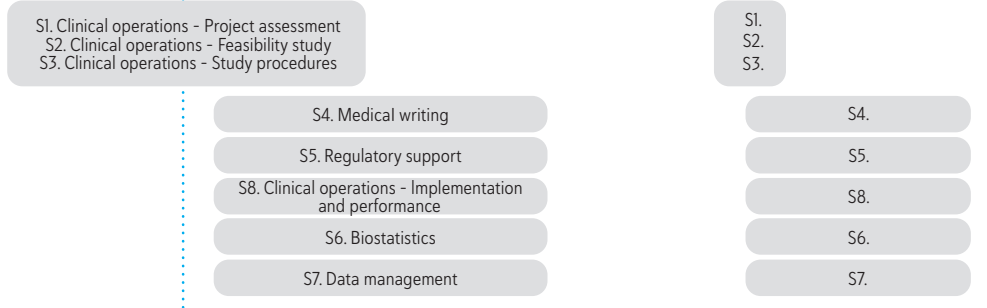 S1. Clinical operations - Project assessment
S2. Clinical operations - Feasibility study
S3. Clinical operations - Study procedures
S1.
S2.
S3.
S4. Medical writing
S4.
S5. Regulatory support
S5.
S8. Clinical operations - Implementation
and performance
S8.
S6. Biostatistics
S6.
S7. Data management
S7.